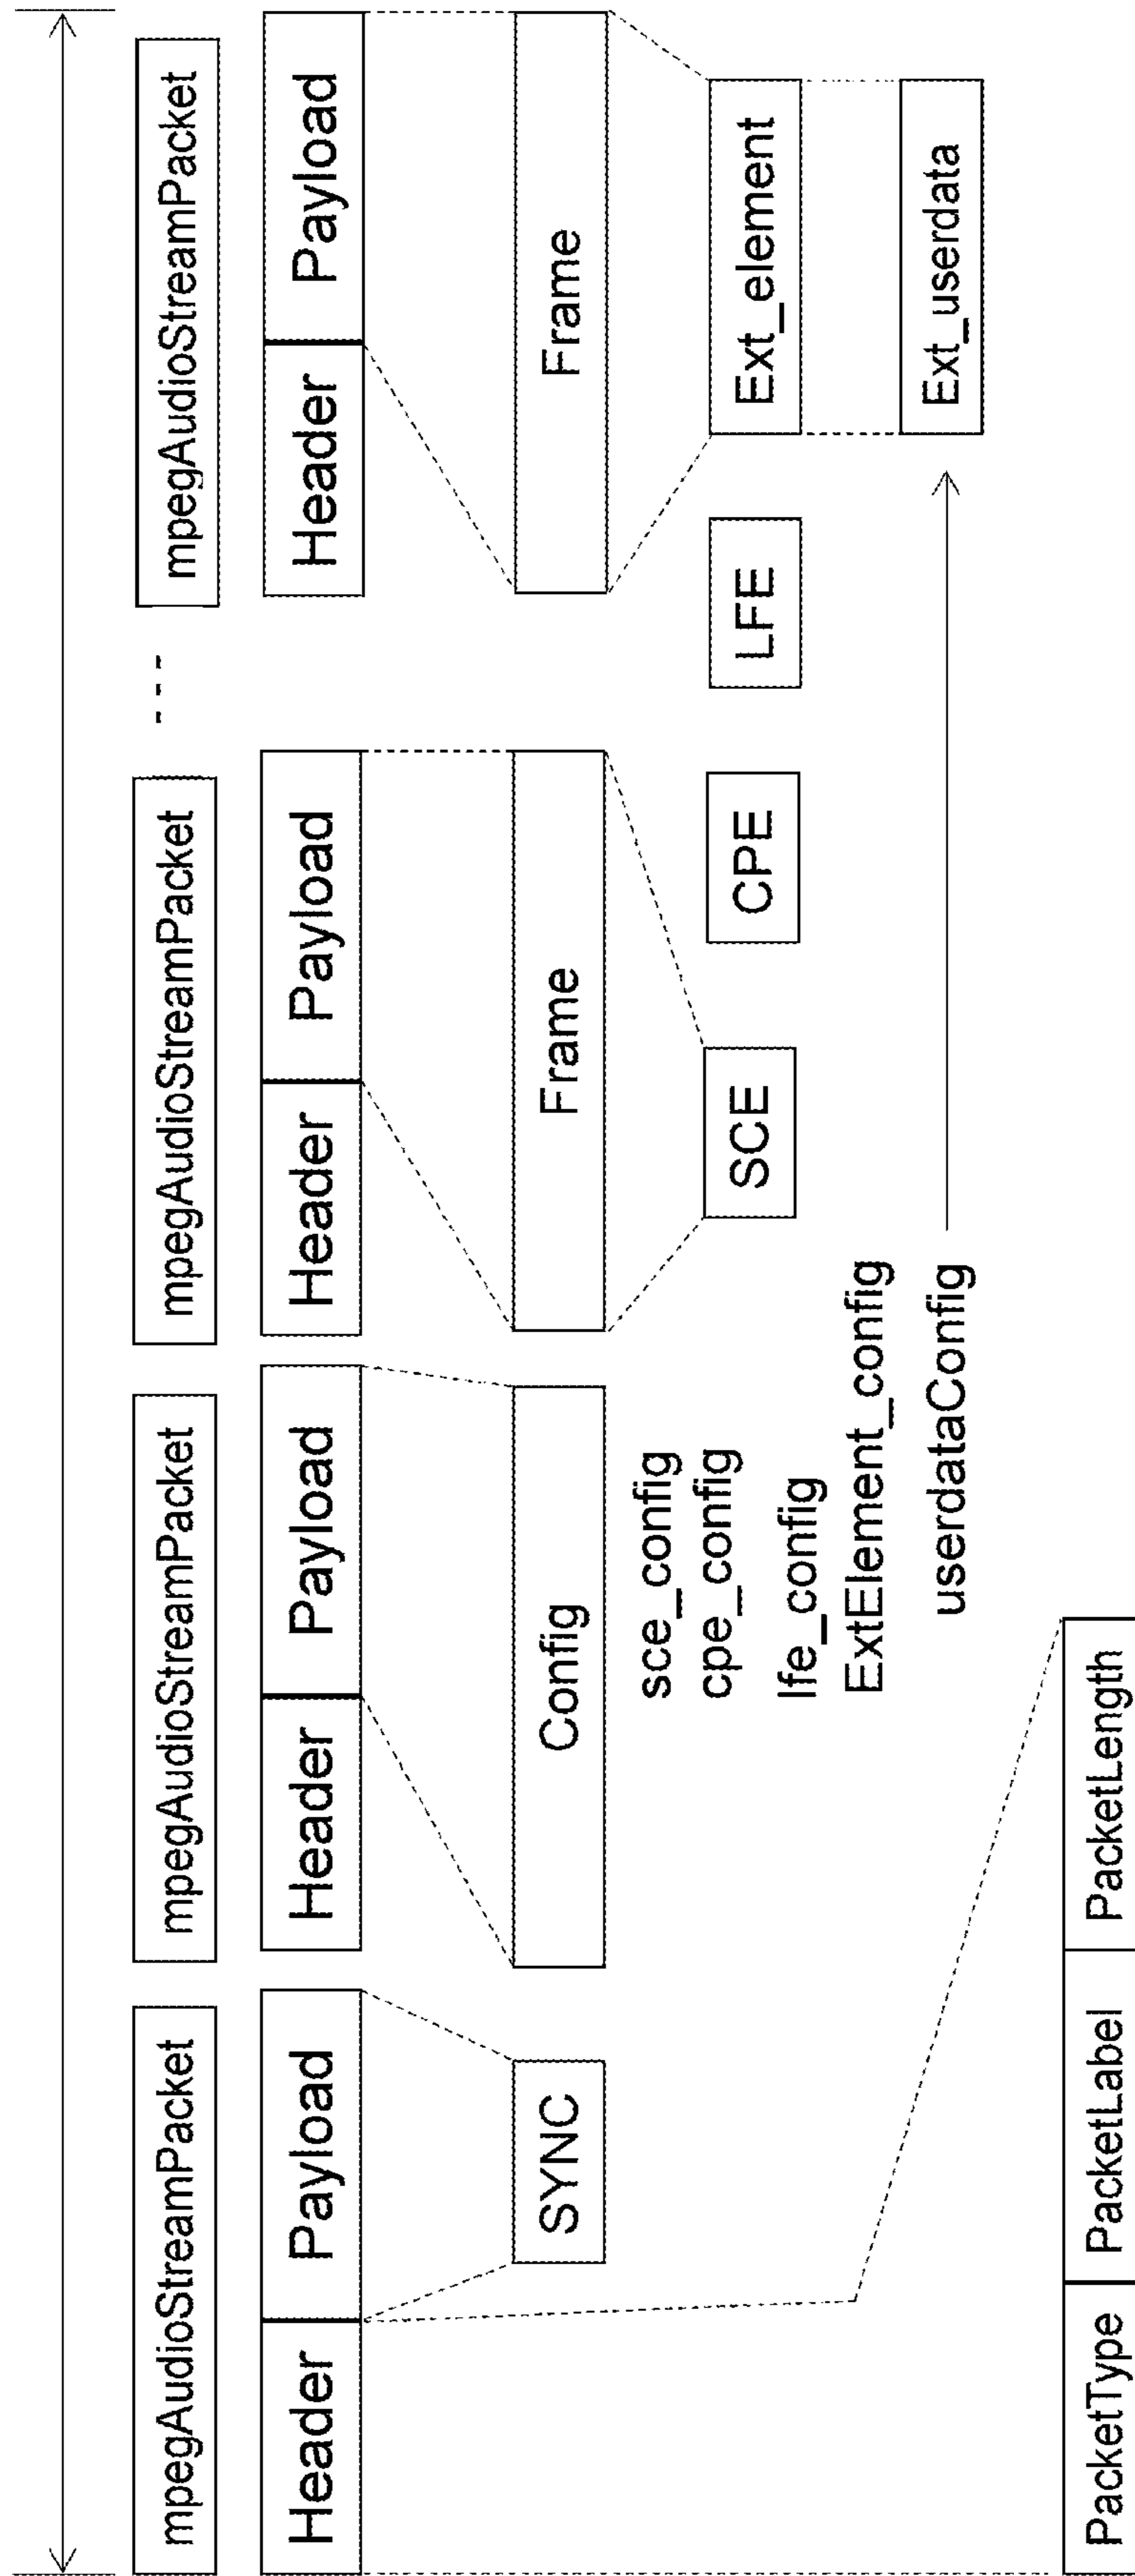 mpegAudioStreamPacket mpegAudioStreamPacket mpegAudioStreamPacket - - - mpegAudioStreamPacket
Header Payload Header Payload Header Payload Header Payload
SYNC Config Frame Frame
sce_config
cpe_config
SCE CPE LFE Ext_element
lfe_config
ExtElement_config
userdataConfig Ext_userdata
PacketType PacketLabel PacketLength